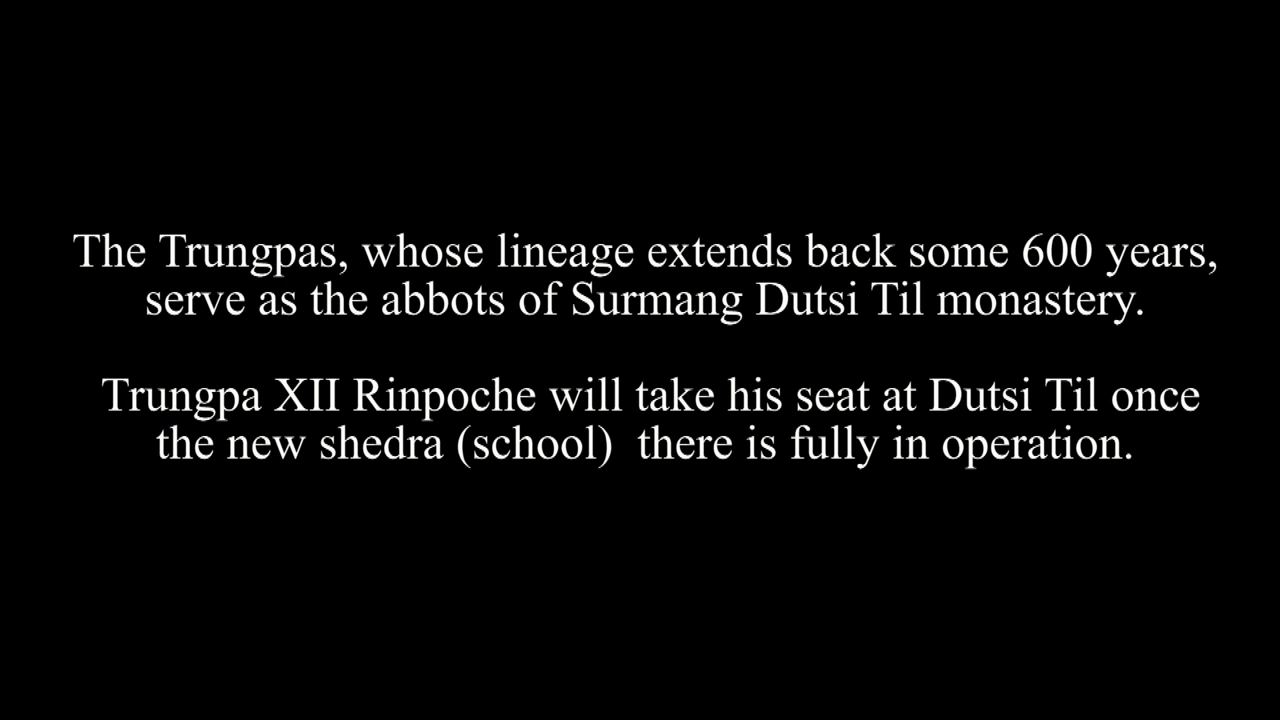 The Trungpas, whose lineage extends back some 600 years,
serve as the abbots of Surmang Dutsi Til monastery.
Trungpa XII Rinpoche will take his seat at Dutsi Til once
the new shedra (school)  there is fully in operation.